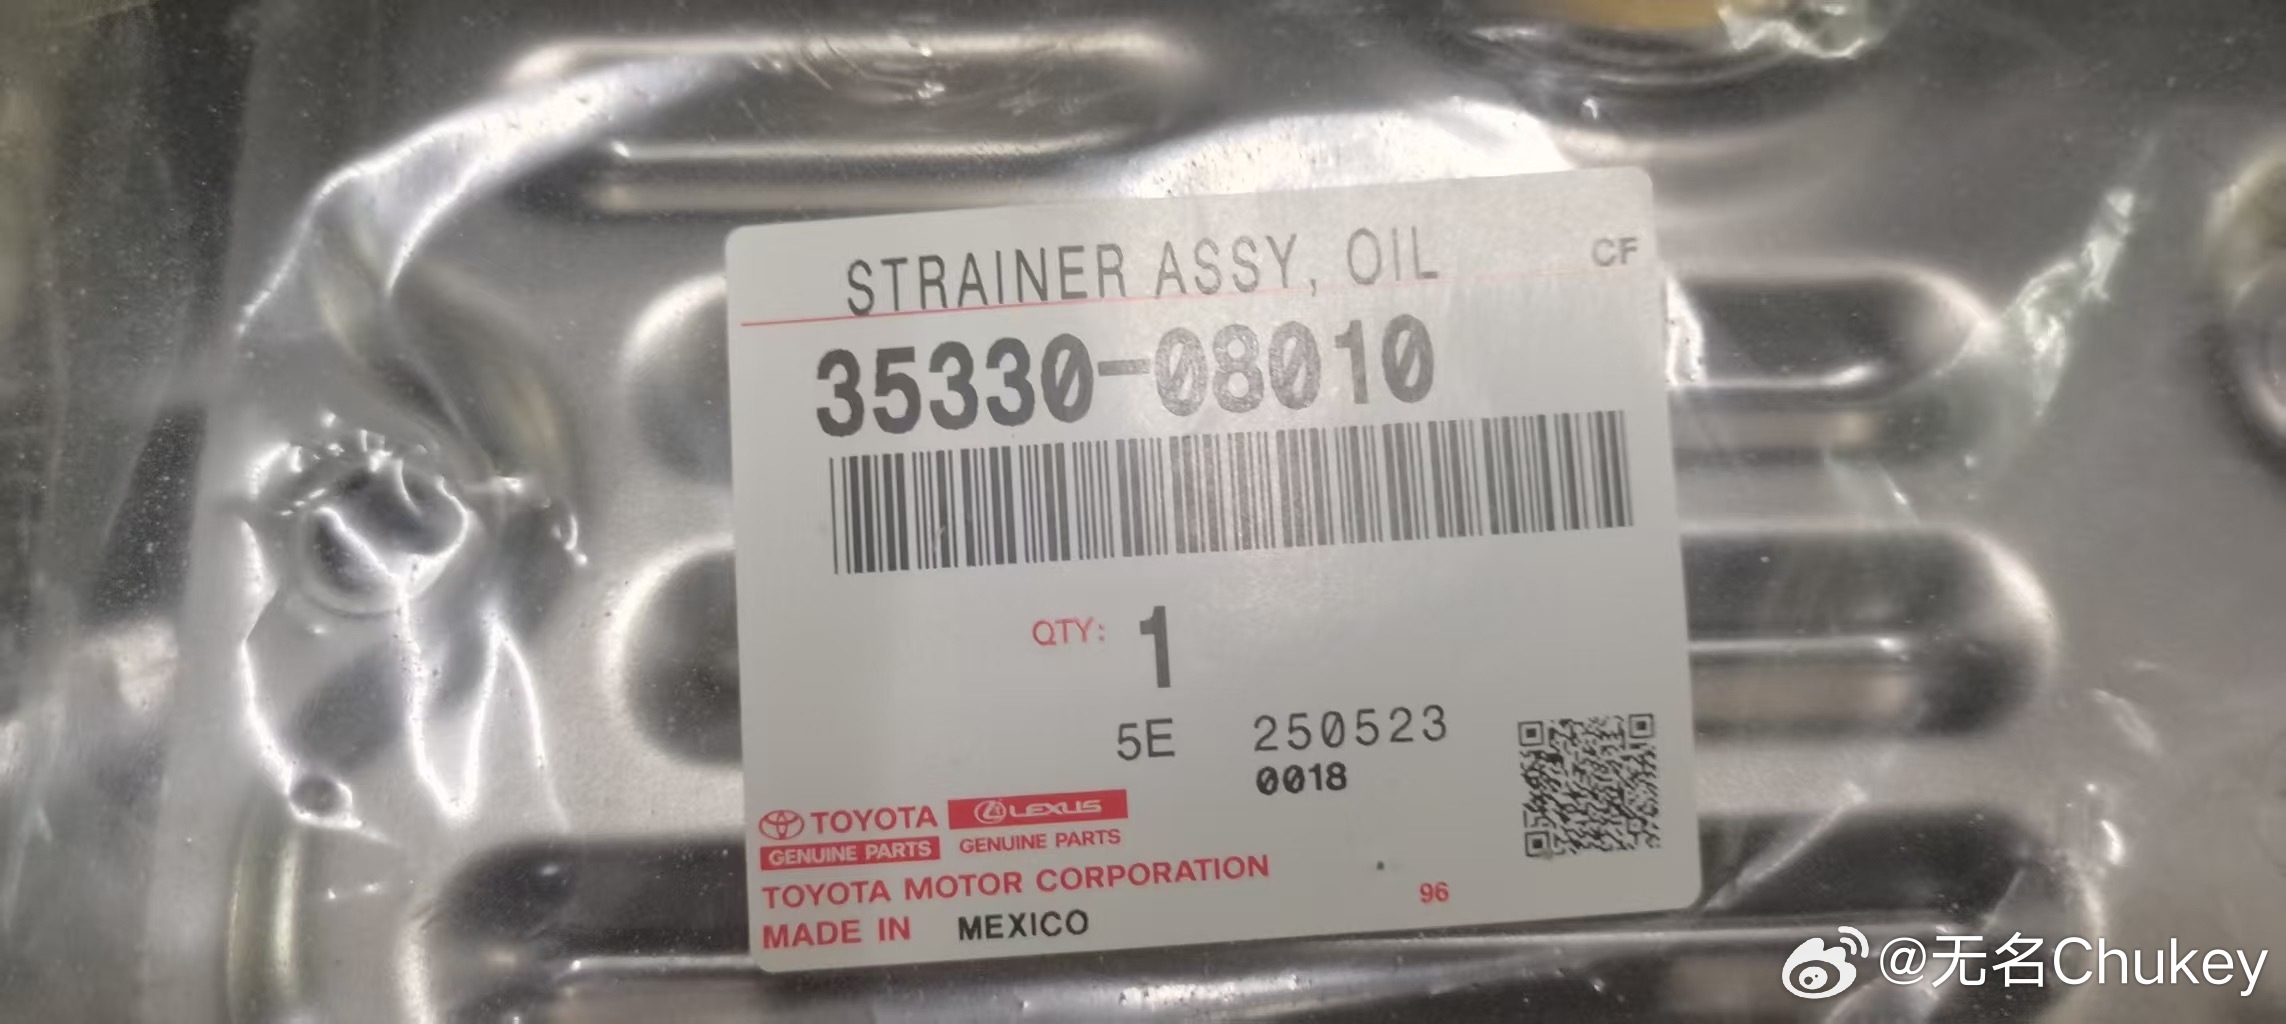 STRAINER ASSY, OIL
CF
35330-08010
QTY: 1
5E 250523
0018
TOYOTA LEXUS
GENUINE PARTS GENUINE PARTS
TOYOTA MOTOR CORPORATION
96
MADE IN MEXICO
@无名Chukey